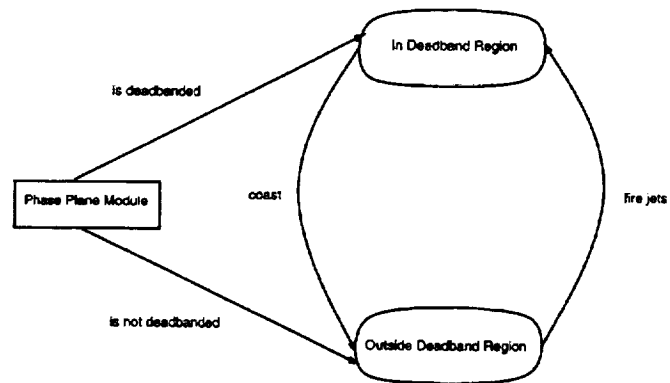 In Deadband Region
is deadbanded
Phase Plane Module
coast
fire jets
is not deadbanded
Outside Deadband Region